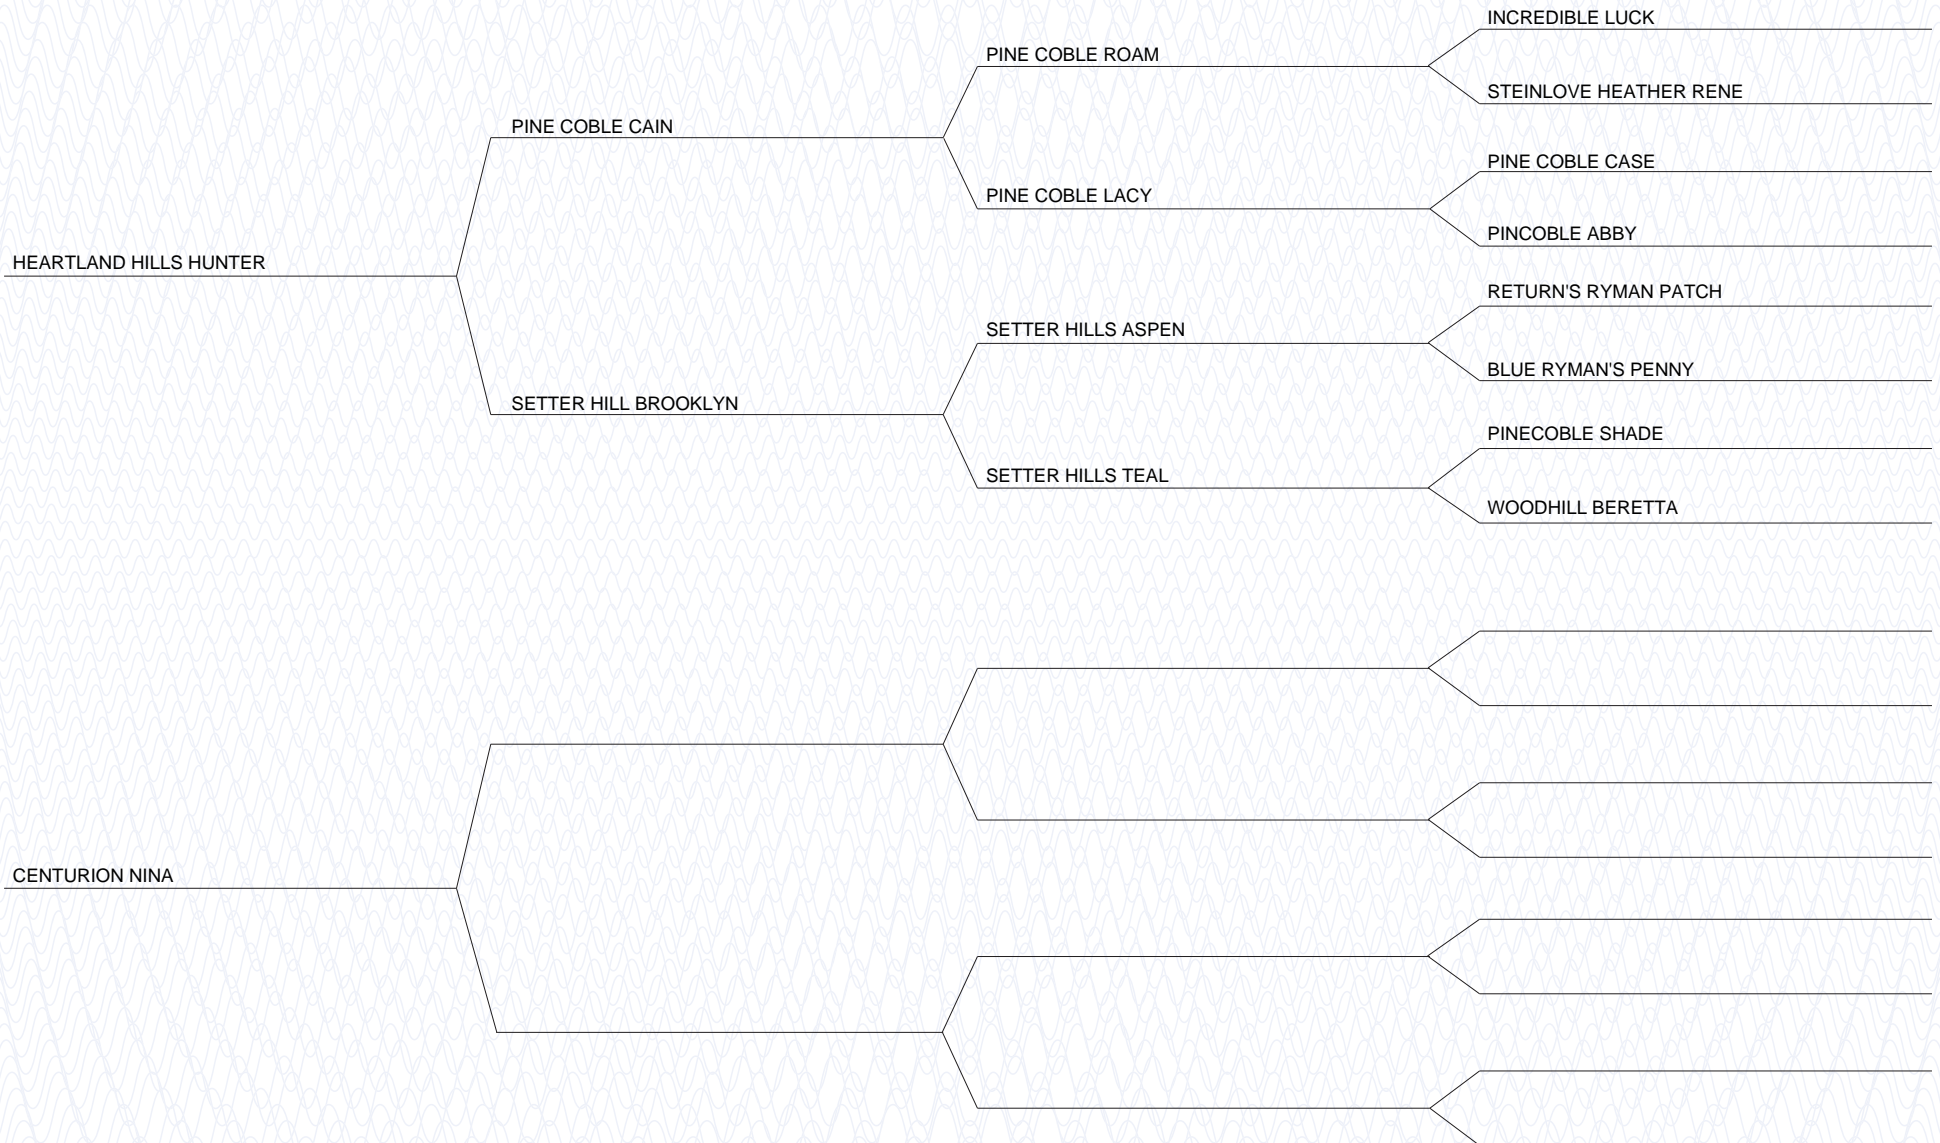 INCREDIBLE LUCK
PINE COBLE ROAM
STEINLOVE HEATHER RENE
PINE COBLE CAIN
PINE COBLE CASE
PINE COBLE LACY
PINCOBLE ABBY
HEARTLAND HILLS HUNTER
RETURN'S RYMAN PATCH
SETTER HILLS ASPEN
BLUE RYMAN'S PENNY
SETTER HILL BROOKLYN
PINECOBLE SHADE
SETTER HILLS TEAL
WOODHILL BERETTA
CENTURION NINA